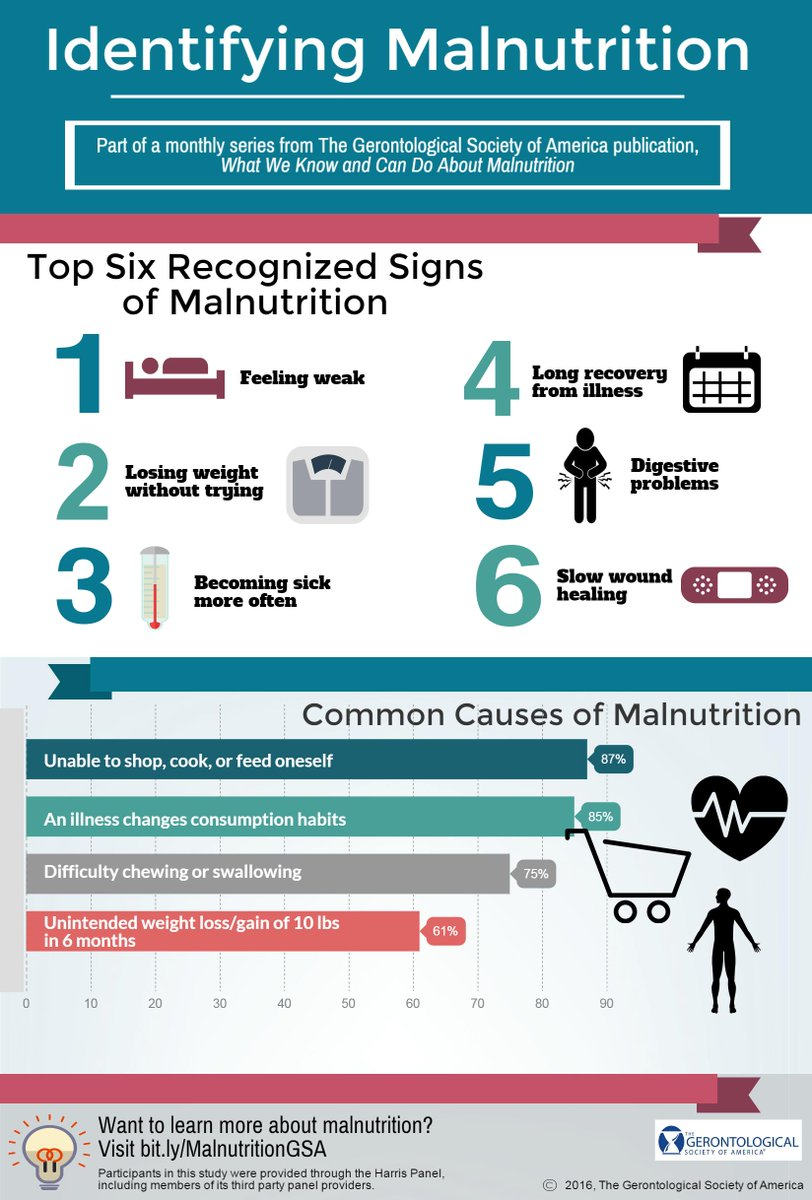 Identifying Malnutrition
Part of a monthly series from The Gerontological Society of America publication,
What We Know and Can Do About Malnutrition
Top Six Recognized Signs
of Malnutrition
1
Feeling weak
2
Losing weight
without trying
3
Becoming sick
more often
4
Long recovery
from illness
5
Digestive
problems
6
Slow wound
healing
Common Causes of Malnutrition
Unable to shop, cook, or feed oneself
87%
An illness changes consumption habits
85%
Difficulty chewing or swallowing
75%
Unintended weight loss/gain of 10 lbs
in 6 months
61%
0 10 20 30 40 50 60 70 80 90
Want to learn more about malnutrition?
Visit bit.ly/MalnutritionGSA
Participants in this study were provided through the Harris Panel,
including members of its third party panel providers.
THE
GERONTOLOGICAL
SOCIETY OF AMERICA®
© 2016, The Gerontological Society of America